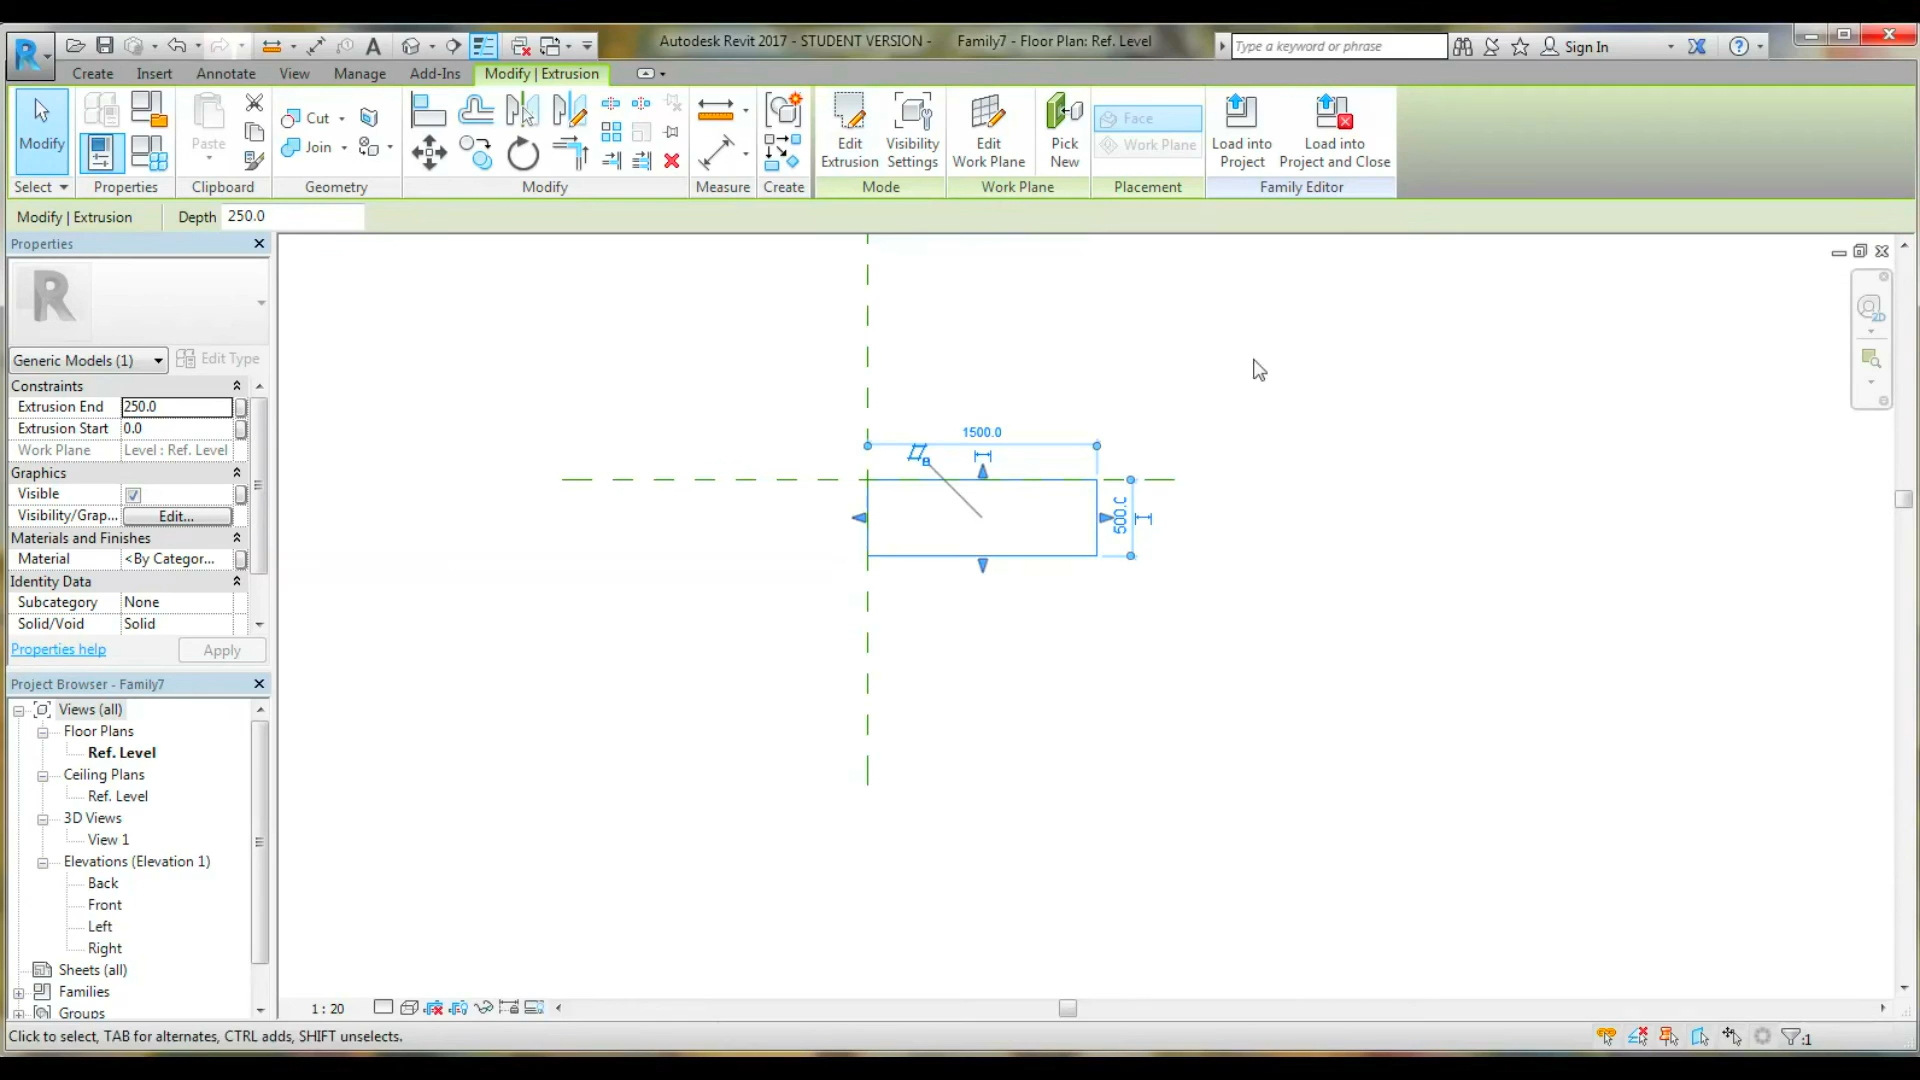 Autodesk Revit 2017 - STUDENT VERSION - Family7 - Floor Plan: Ref. Level
Type a keyword or phrase
Sign In
Create Insert Annotate View Manage Add-Ins Modify | Extrusion
Modify
Paste
Cut
Join
Edit Extrusion
Visibility Settings
Edit Work Plane
Pick New
Face
Work Plane
Load into Project
Load into Project and Close
Select Properties Clipboard Geometry Modify Measure Create Mode Work Plane Placement Family Editor
Modify | Extrusion Depth 250.0
Properties
R
Generic Models (1) Edit Type
Constraints
Extrusion End 250.0
Extrusion Start 0.0
Work Plane Level : Ref. Level
Graphics
Visible
Visibility/Grap... Edit...
Materials and Finishes
Material <By Categor...
Identity Data
Subcategory None
Solid/Void Solid
Properties help Apply
Project Browser - Family7
Views (all)
Floor Plans
Ref. Level
Ceiling Plans
Ref. Level
3D Views
View 1
Elevations (Elevation 1)
Back
Front
Left
Right
Sheets (all)
Families
Groups
1500.0
500.0
2D
1 : 20
Click to select, TAB for alternates, CTRL adds, SHIFT unselects.
:1